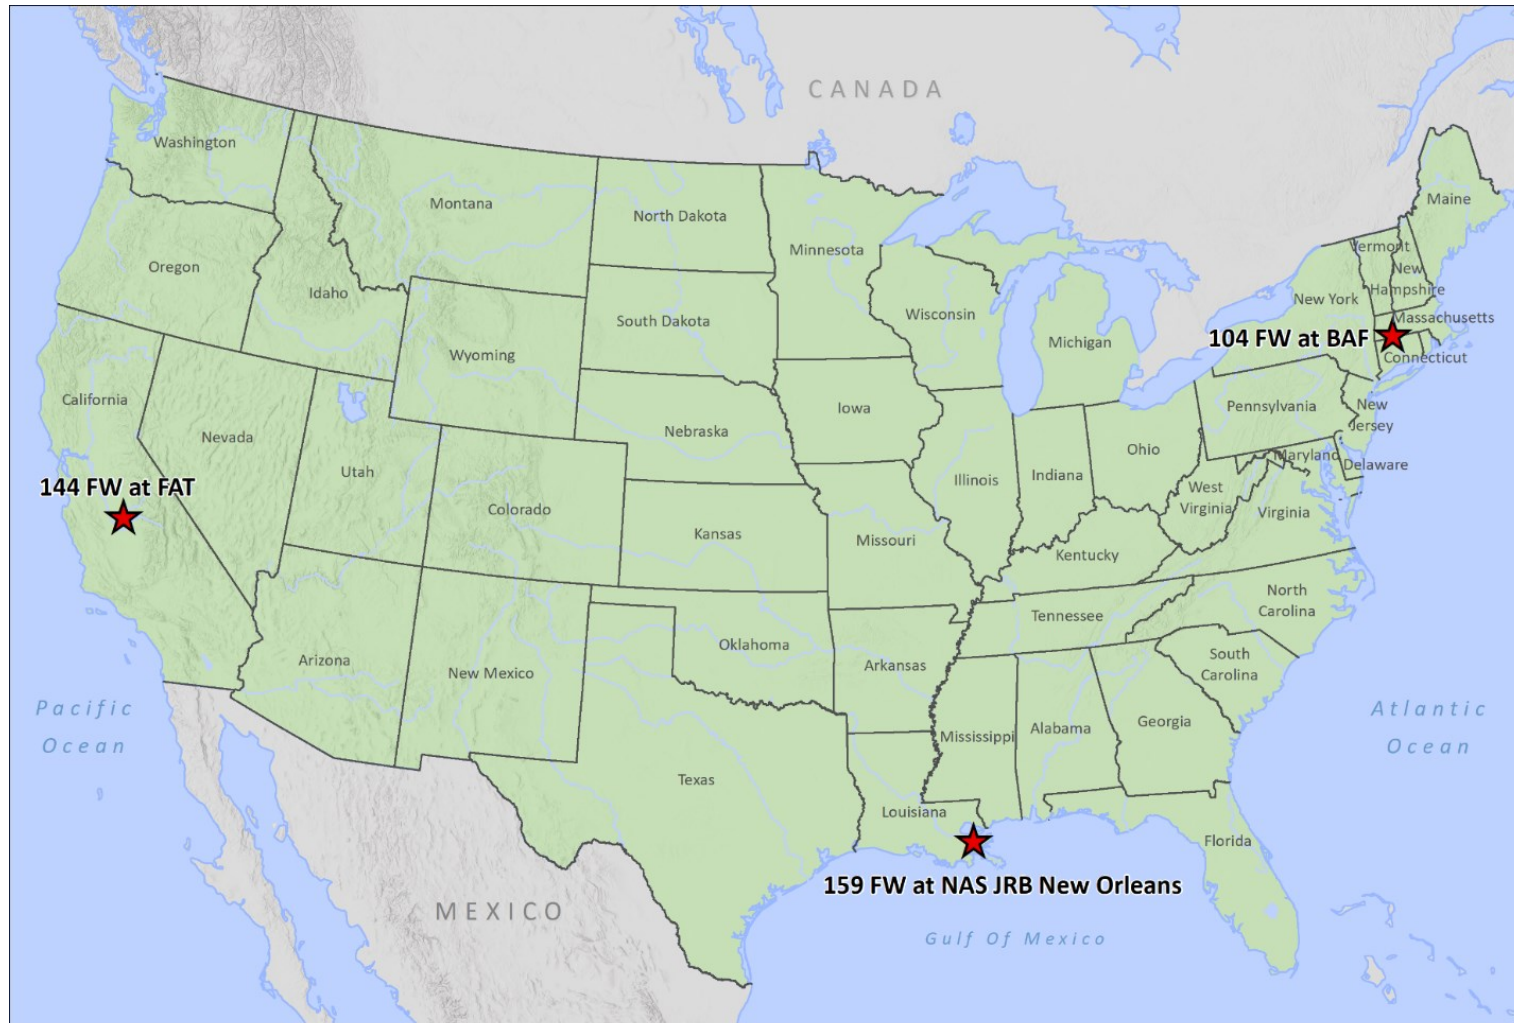 CANADA
Washington
Montana
North Dakota
Minnesota
Maine
Vermont
New
Hampshire
Oregon
Idaho
South Dakota
Wisconsin
Michigan
New York
Massachusetts
104 FW at BAF
Connecticut
Wyoming
California
Nevada
Utah
Nebraska
Iowa
Illinois
Indiana
Ohio
Pennsylvania
New
Jersey
Maryland
Delaware
144 FW at FAT
Colorado
Kansas
Missouri
West
Virginia
Virginia
Kentucky
Arizona
New Mexico
Oklahoma
Arkansas
Tennessee
North
Carolina
South
Carolina
Pacific
Ocean
Texas
Louisiana
Mississippi
Alabama
Georgia
Atlantic
Ocean
Florida
159 FW at NAS JRB New Orleans
MEXICO
Gulf Of Mexico